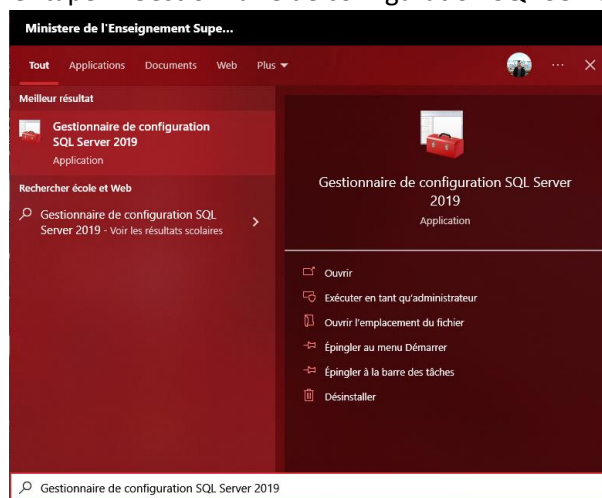 Ministere de l'Enseignement Supe...
Tout Applications Documents Web Plus
Meilleur résultat
Gestionnaire de configuration
SQL Server 2019
Application
Rechercher école et Web
Gestionnaire de configuration SQL
Server 2019 - Voir les résultats scolaires
Gestionnaire de configuration SQL Server
2019
Application
Ouvrir
Exécuter en tant qu'administrateur
Ouvrir l'emplacement du fichier
Épingler au menu Démarrer
Épingler à la barre des tâches
Désinstaller
Gestionnaire de configuration SQL Server 2019